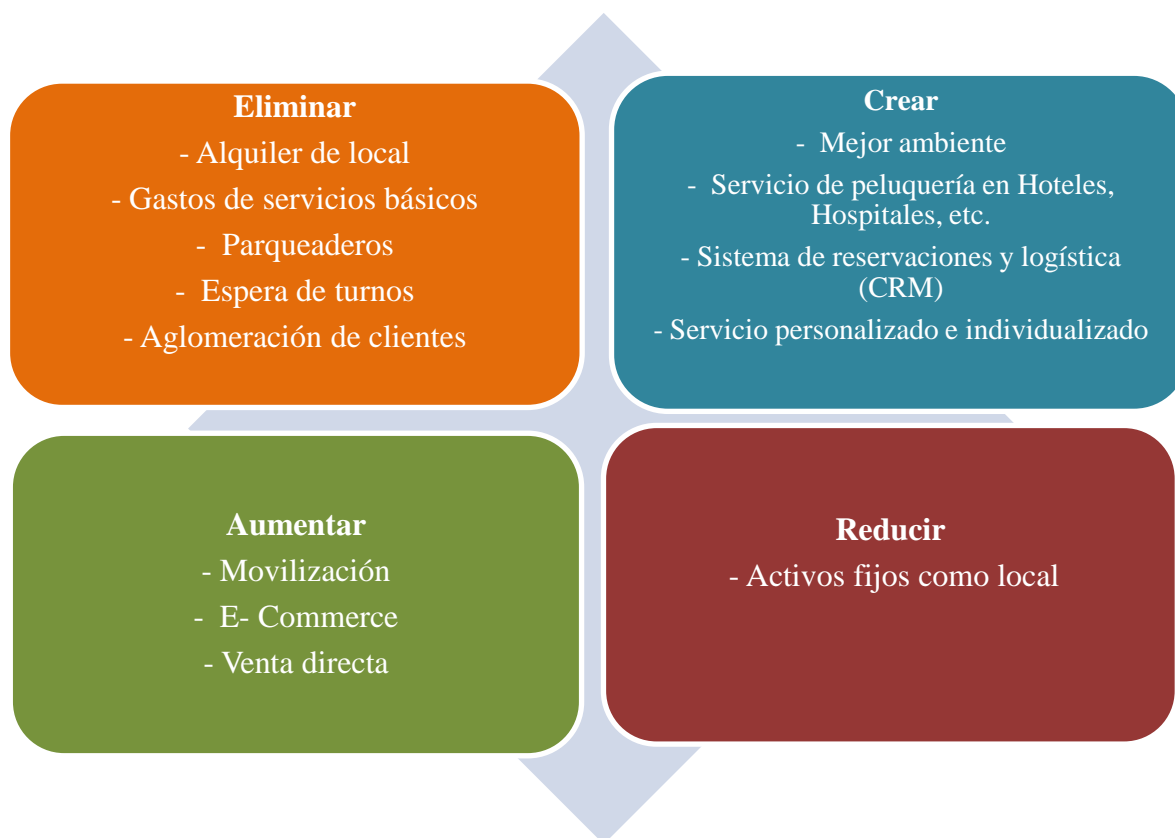 Eliminar
- Alquiler de local
- Gastos de servicios básicos
- Parqueaderos
- Espera de turnos
- Aglomeración de clientes
Crear
- Mejor ambiente
- Servicio de peluquería en Hoteles,
Hospitales, etc.
- Sistema de reservaciones y logística
(CRM)
- Servicio personalizado e individualizado
Aumentar
- Movilización
- E- Commerce
- Venta directa
Reducir
- Activos fijos como local